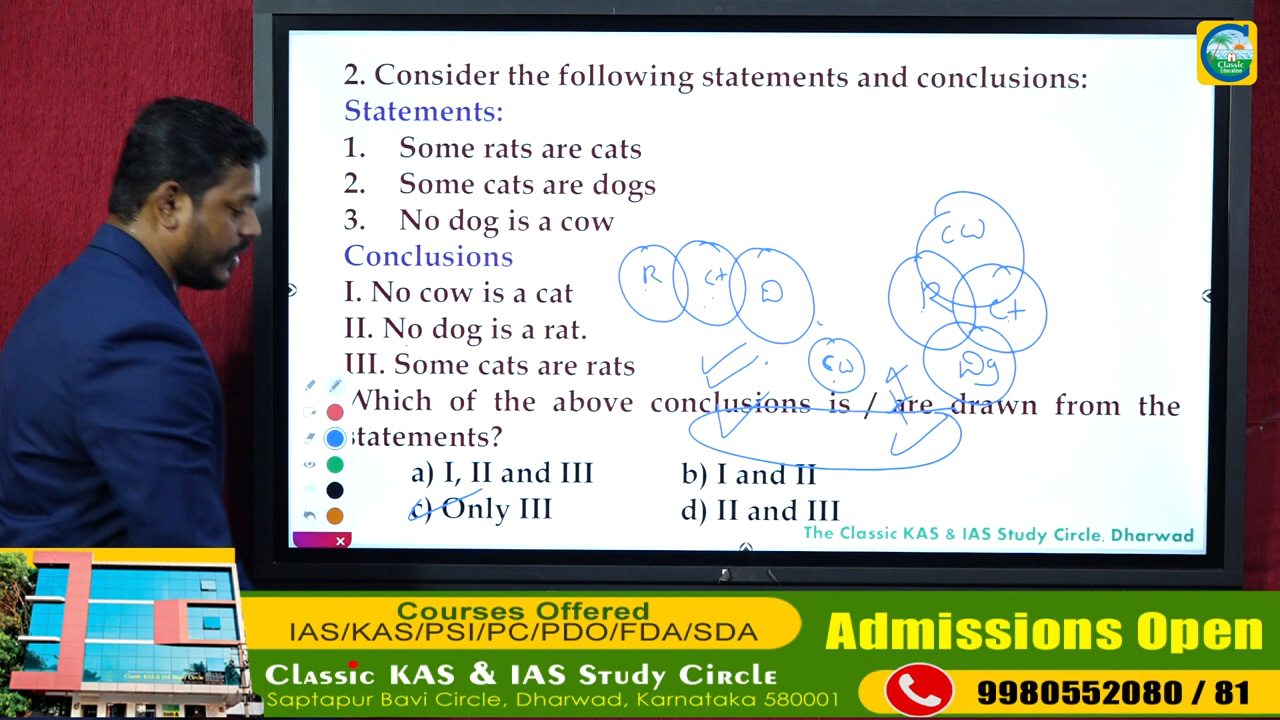 2. Consider the following statements and conclusions:
Statements:
1. Some rats are cats
2. Some cats are dogs
3. No dog is a cow
Conclusions
I. No cow is a cat
II. No dog is a rat.
III. Some cats are rats
Which of the above conclusions is / are drawn from the
statements?
a) I, II and III b) I and II
c) Only III d) II and III
The Classic KAS & IAS Study Circle, Dharwad
R Ct D
CW
CW
R Ct
Dg
Classic
Education
Courses Offered
IAS/KAS/PSI/PC/PDO/FDA/SDA
Classic KAS & IAS Study Circle
Saptapur Bavi Circle, Dharwad, Karnataka 580001
Admissions Open
9980552080 / 81